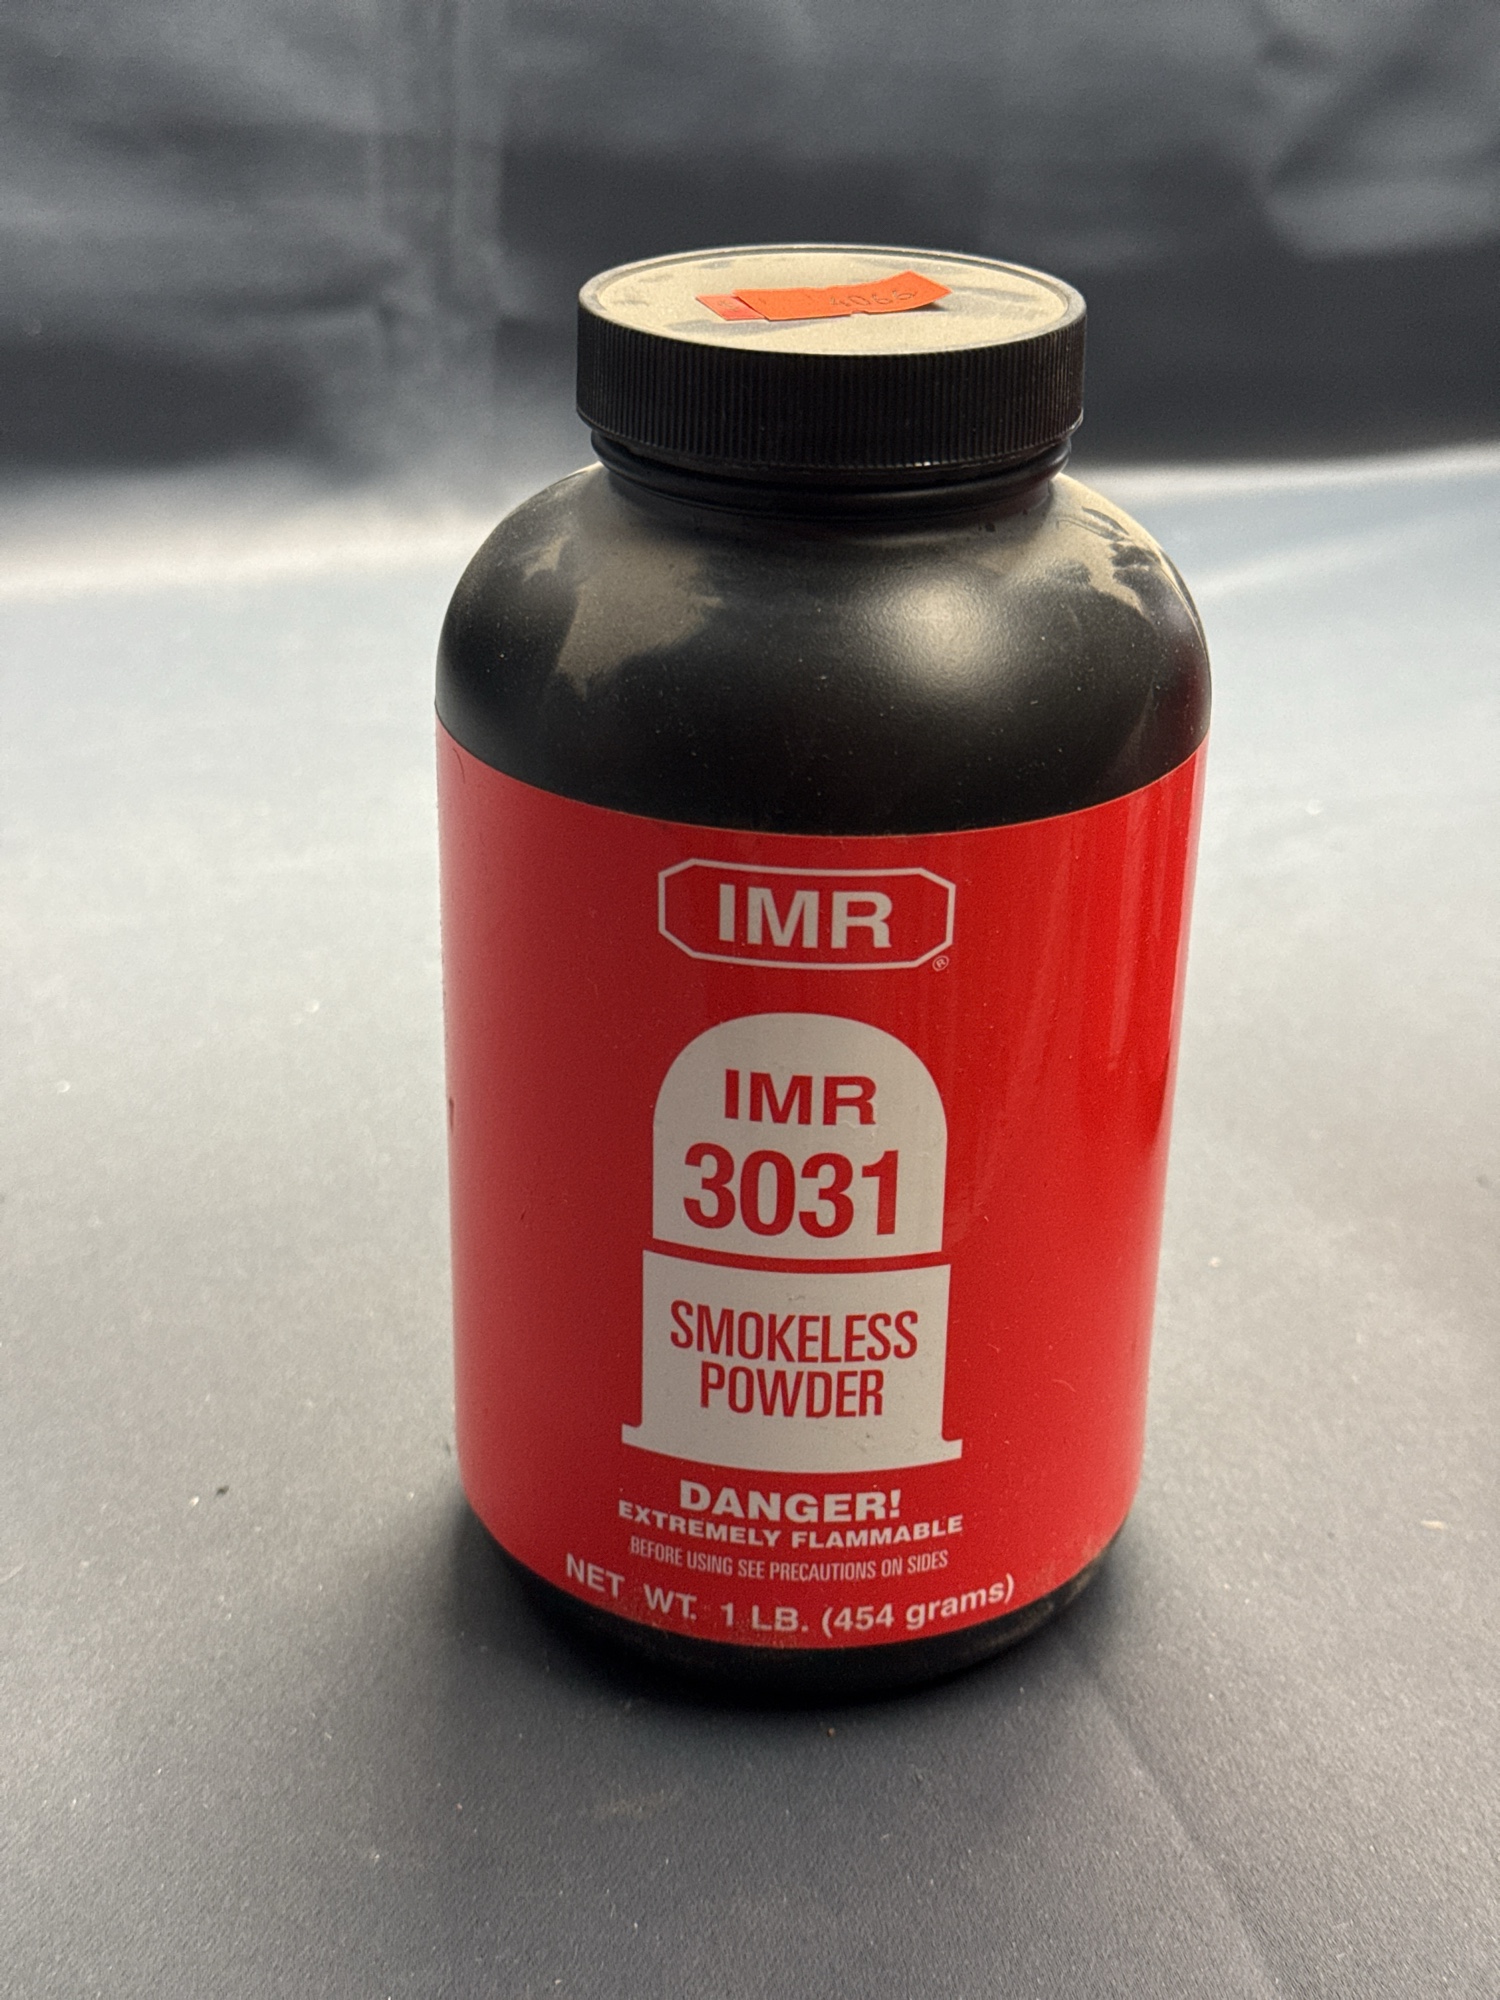 IMR
®
IMR
3031
SMOKELESS
POWDER
DANGER!
EXTREMELY FLAMMABLE
BEFORE USING SEE PRECAUTIONS ON SIDES
NET WT. 1 LB. (454 grams)